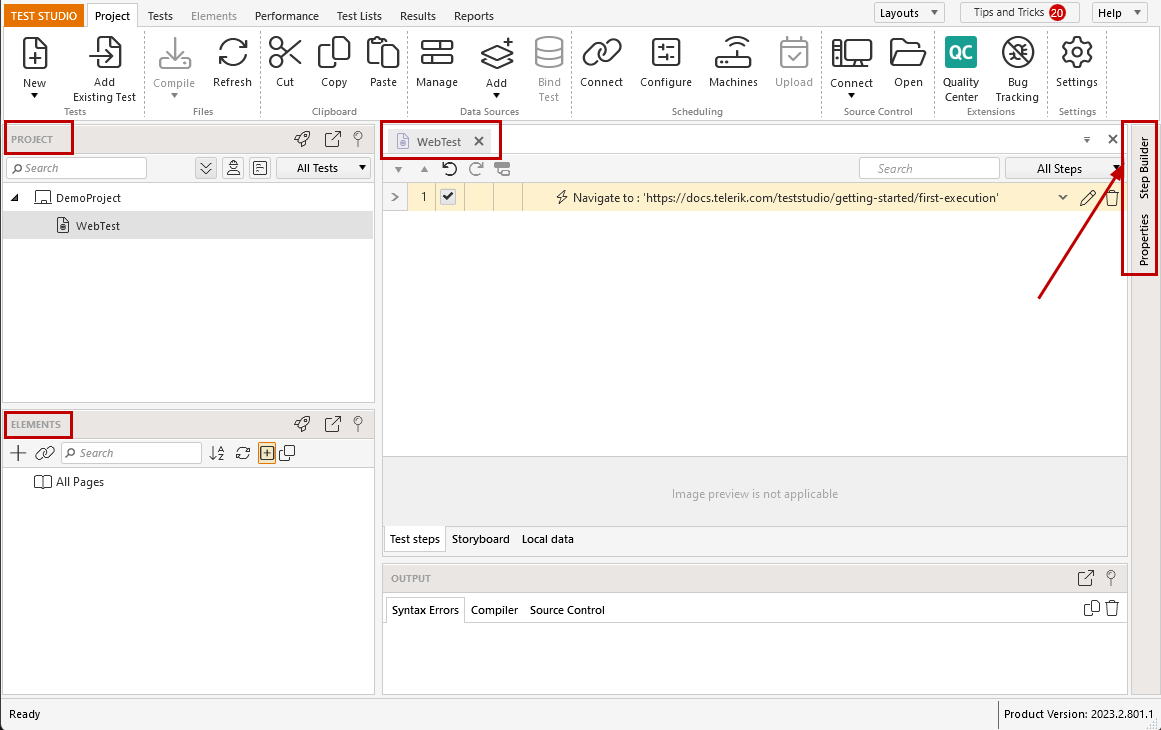 TEST STUDIO Project Tests Elements Performance Test Lists Results Reports Layouts Tips and Tricks 20 Help
New Add Existing Test Compile Refresh Cut Copy Paste Manage Add Bind Test Connect Configure Machines Upload Connect Open QC Quality Center Bug Tracking Settings
Tests Files Clipboard Data Sources Scheduling Source Control Extensions Settings
PROJECT
Search All Tests
DemoProject
WebTest
ELEMENTS
Search
All Pages
WebTest
Search All Steps
1 Navigate to : 'https://docs.telerik.com/teststudio/getting-started/first-execution'
Image preview is not applicable
Test steps Storyboard Local data
OUTPUT
Syntax Errors Compiler Source Control
Step Builder
Properties
Ready Product Version: 2023.2.801.1